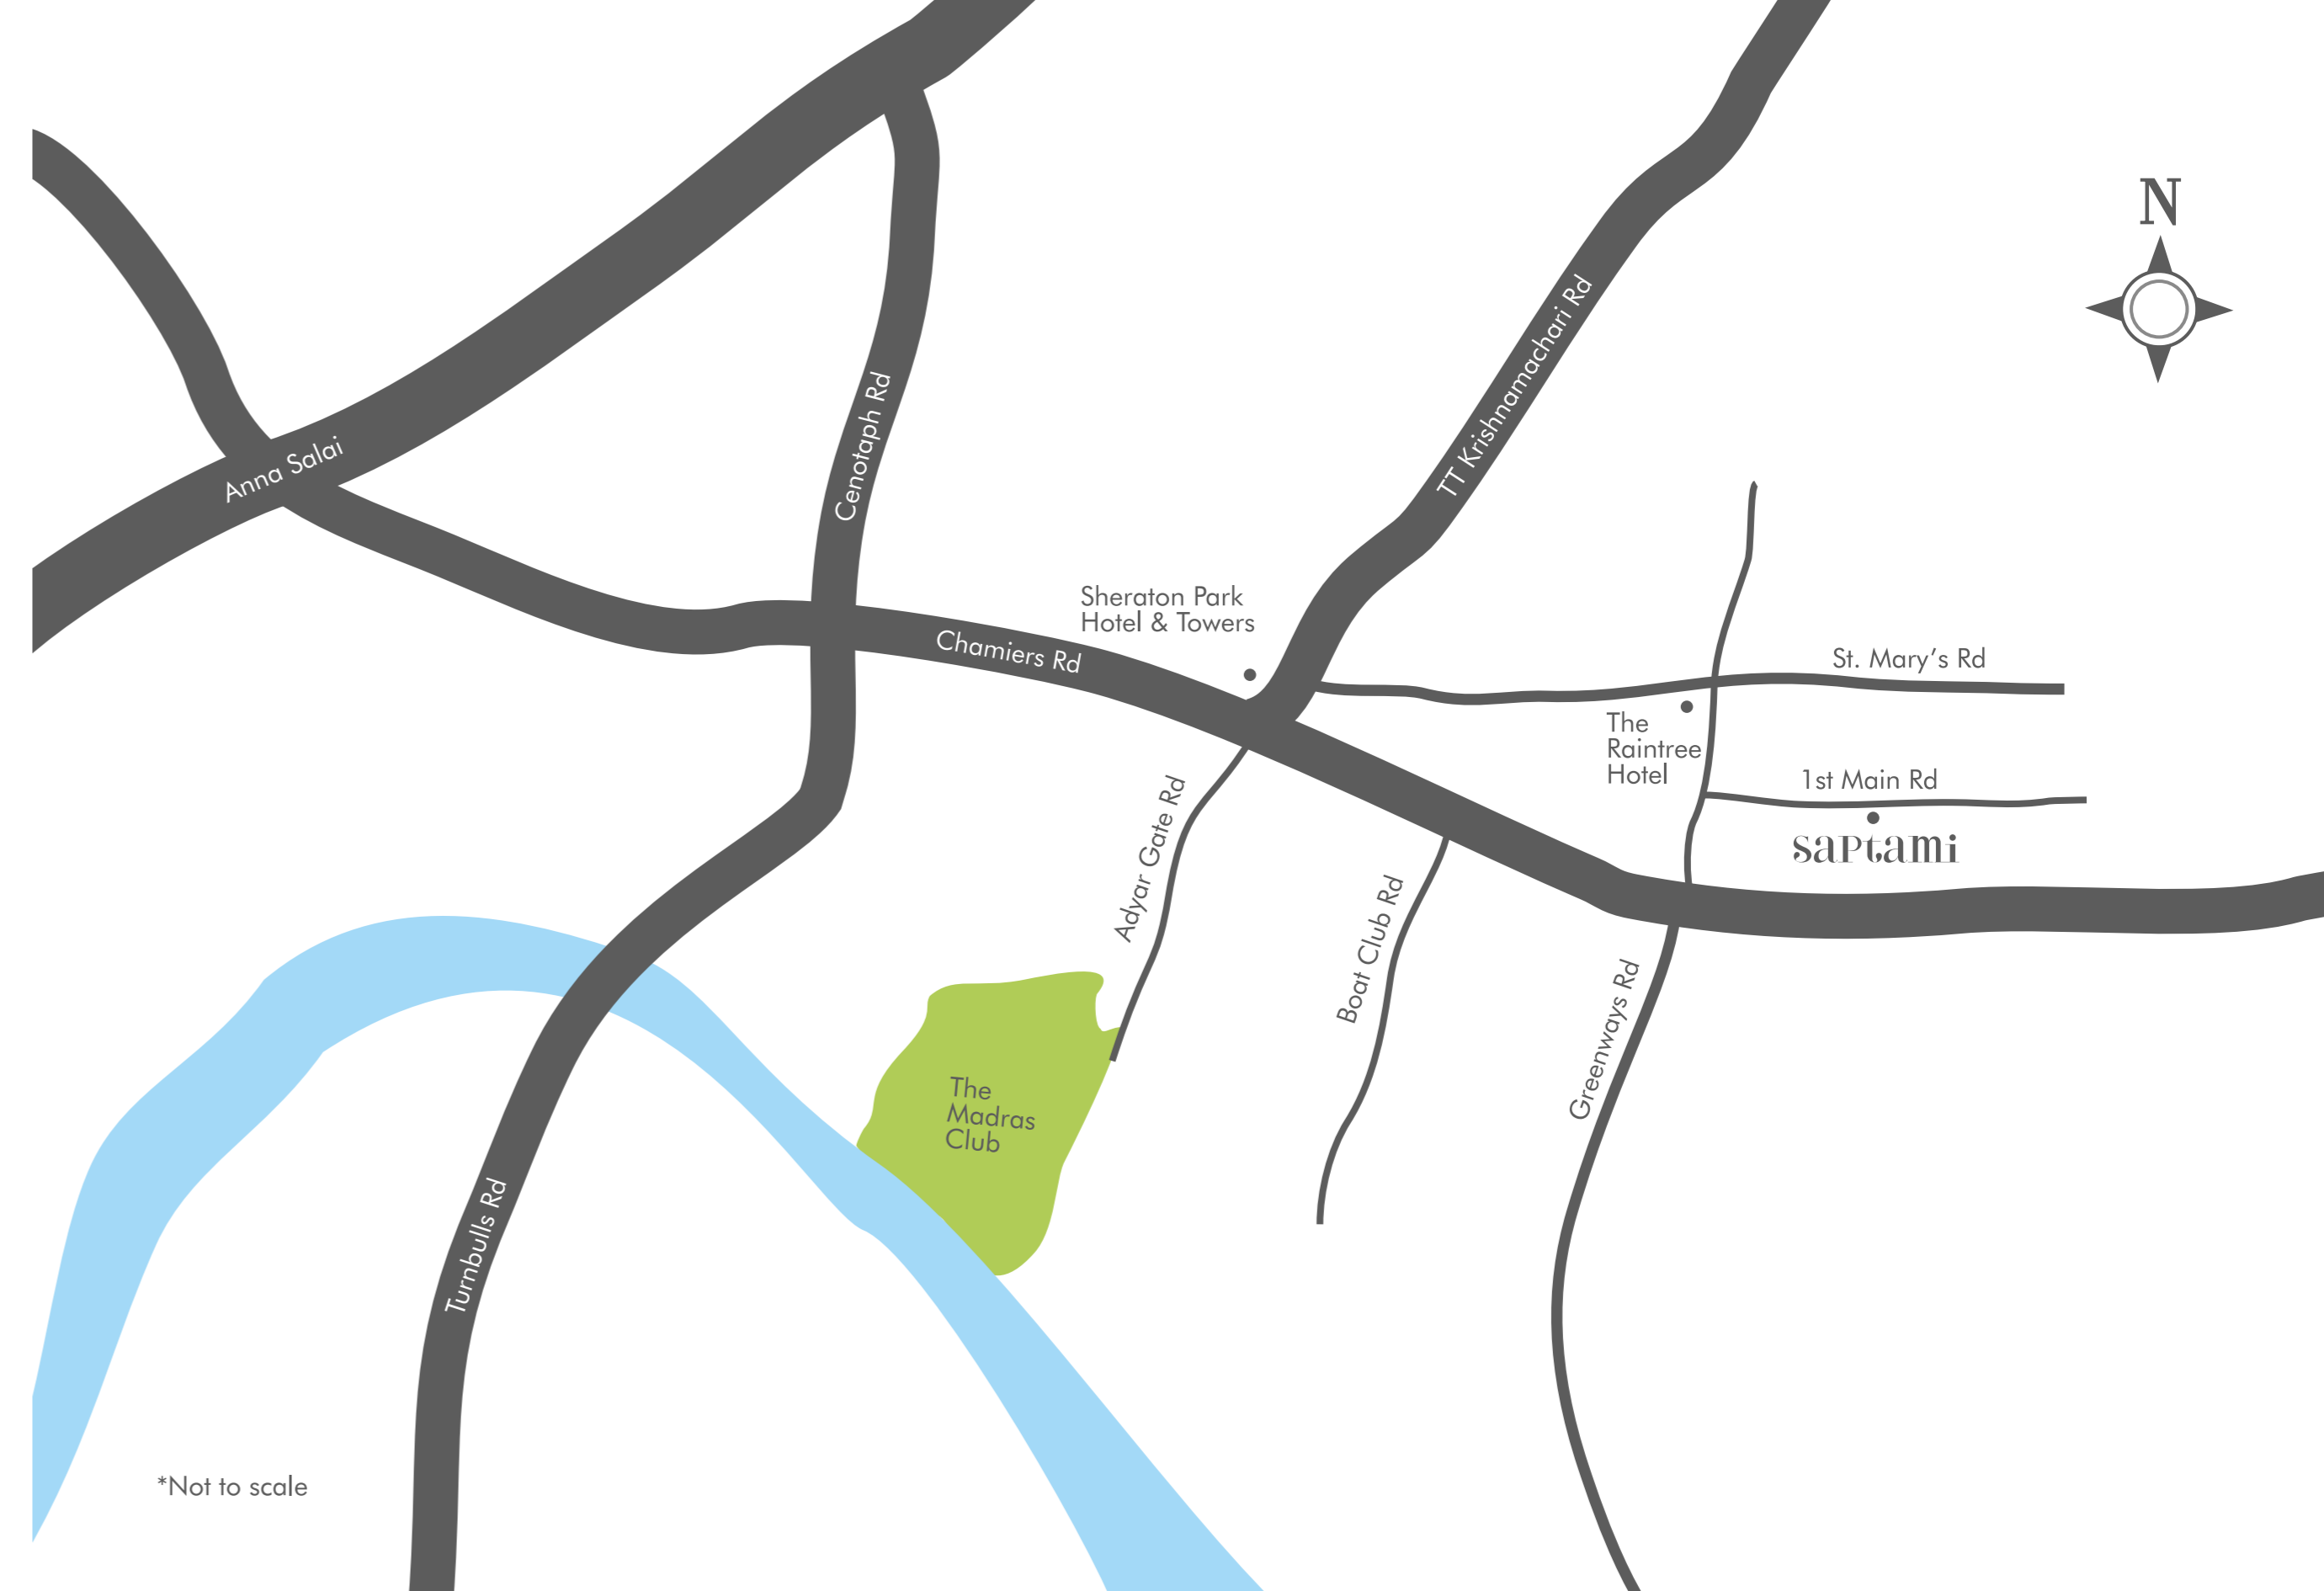 N
Anna Salai
Cenotaph Rd
TT Krishnamachari Rd
Sheraton Park
Hotel & Towers
Chamiers Rd
St. Mary's Rd
The
Raintree
Hotel
1st Main Rd
saPtami
Adyar Gate Rd
Boat Club Rd
Greenways Rd
The
Madras
Club
Turnbulls Rd
*Not to scale